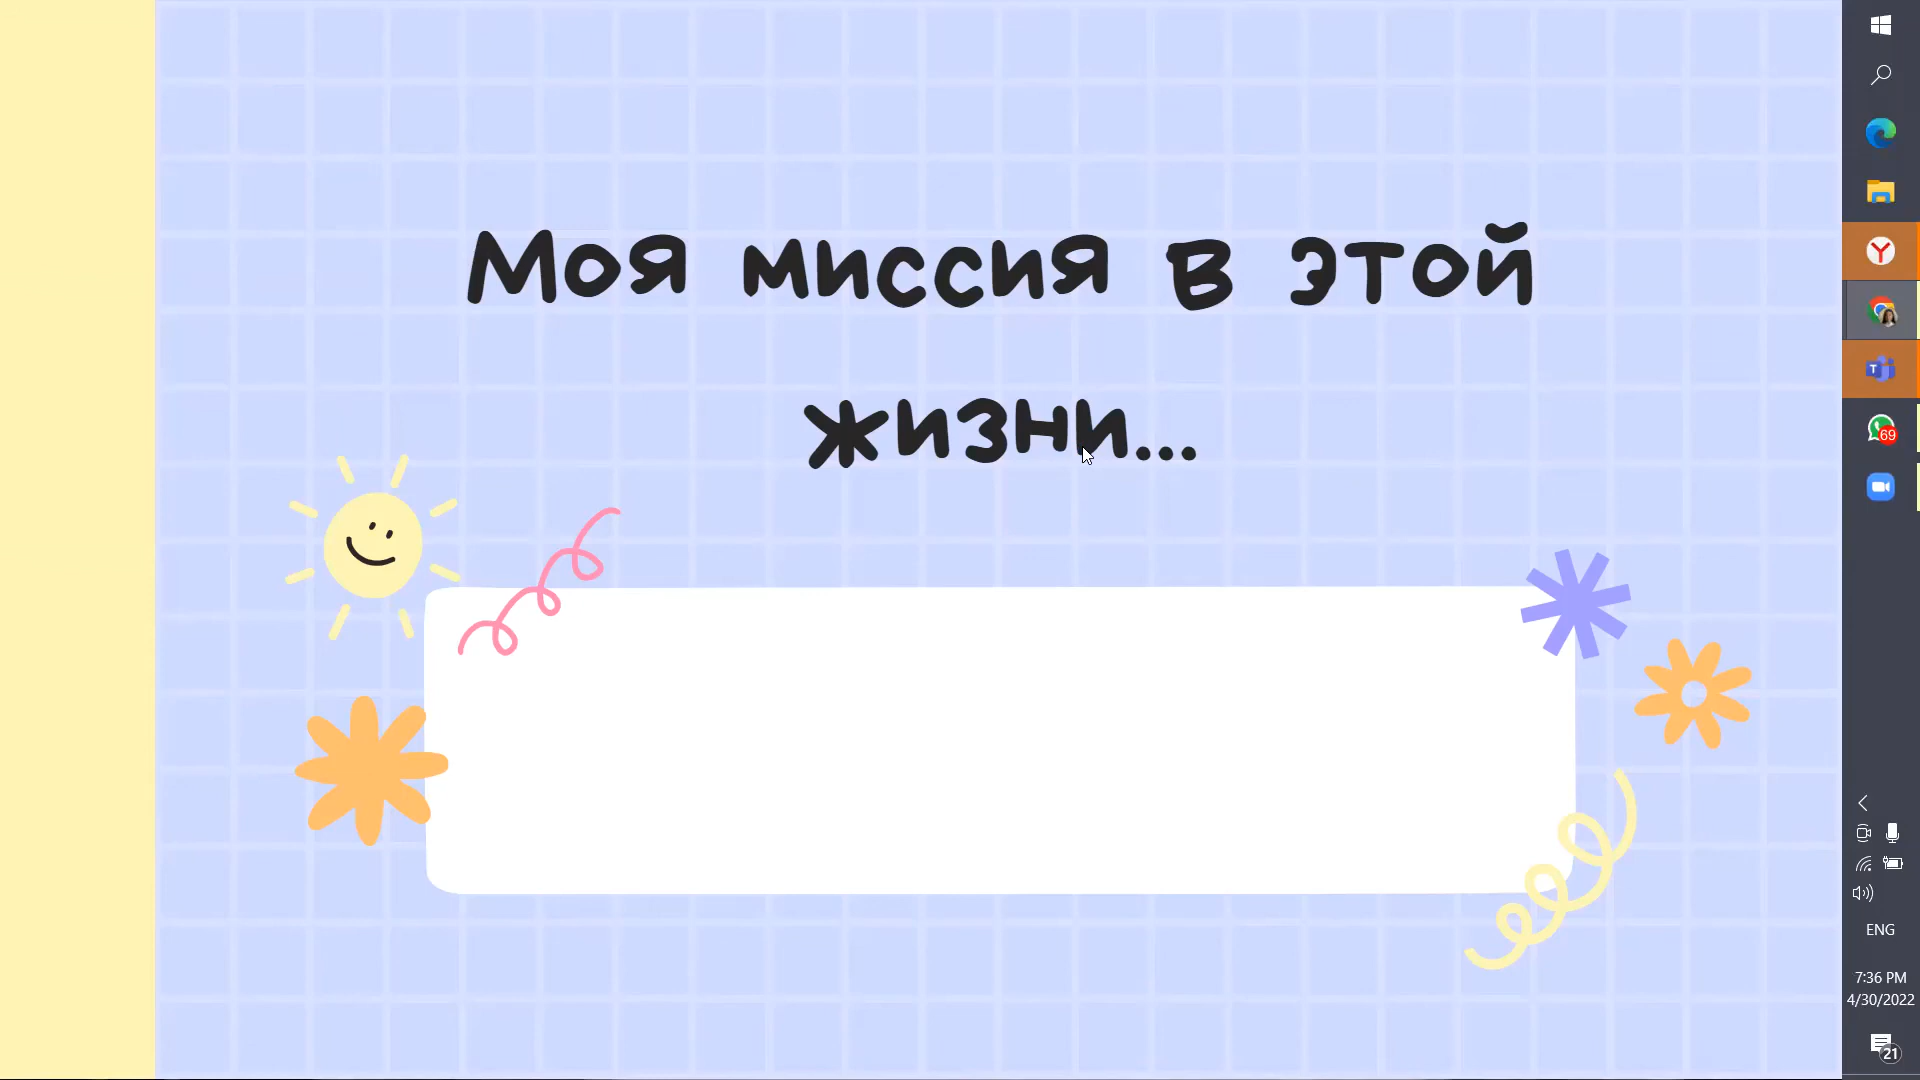 Моя миссия в этой
жизни...
69
ENG
7:36 PM
4/30/2022
21